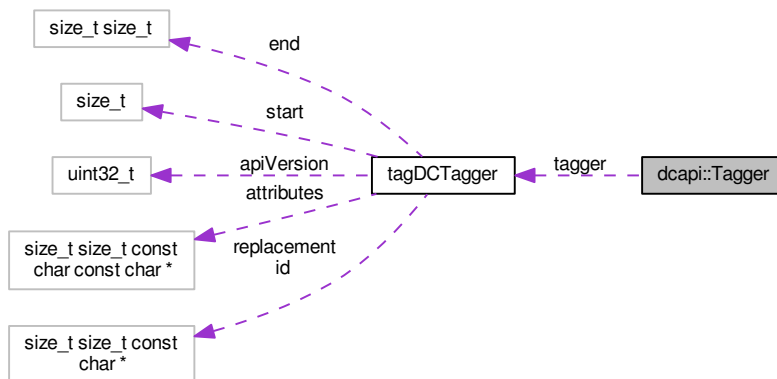 size_t size_t
end
size_t
start
uint32_t
apiVersion
tagDCTagger
tagger
dcapi::Tagger
attributes
size_t size_t const
char const char *
replacement
id
size_t size_t const
char *